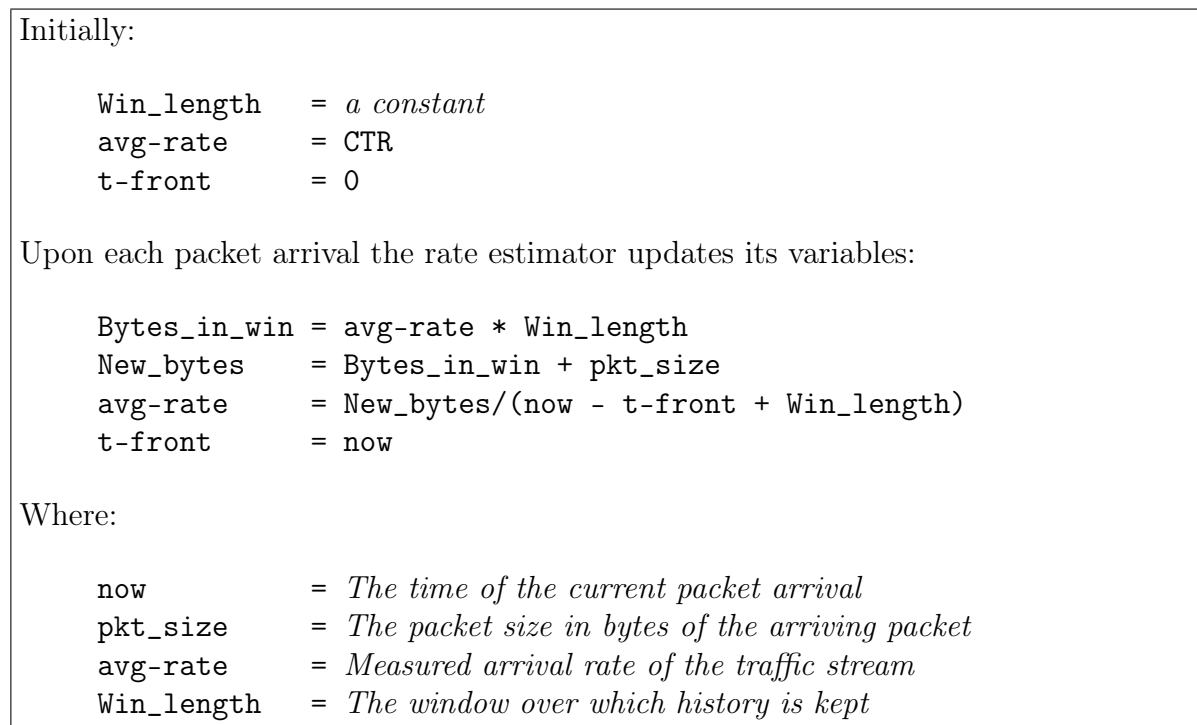 Initially:
Win_length = a constant
avg-rate = CTR
t-front = 0
Upon each packet arrival the rate estimator updates its variables:
Bytes_in_win = avg-rate * Win_length
New_bytes = Bytes_in_win + pkt_size
avg-rate = New_bytes/(now - t-front + Win_length)
t-front = now
Where:
now = The time of the current packet arrival
pkt_size = The packet size in bytes of the arriving packet
avg-rate = Measured arrival rate of the traffic stream
Win_length = The window over which history is kept